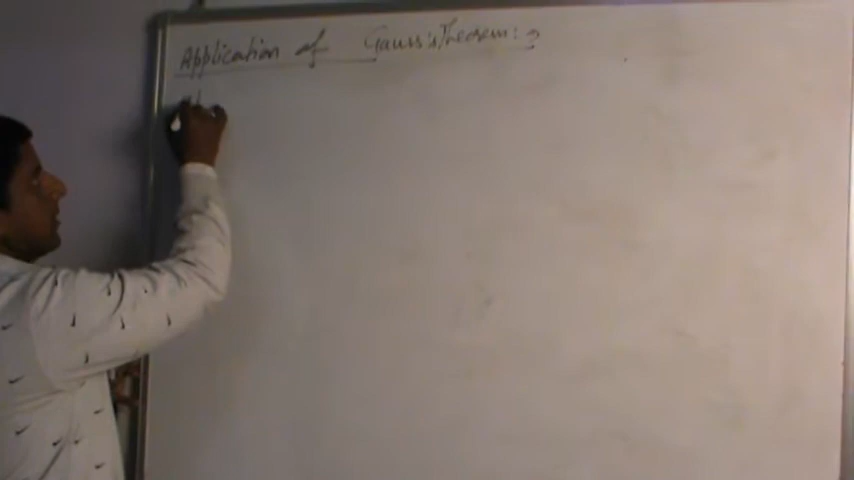 Application of Gauss's Theorem :-